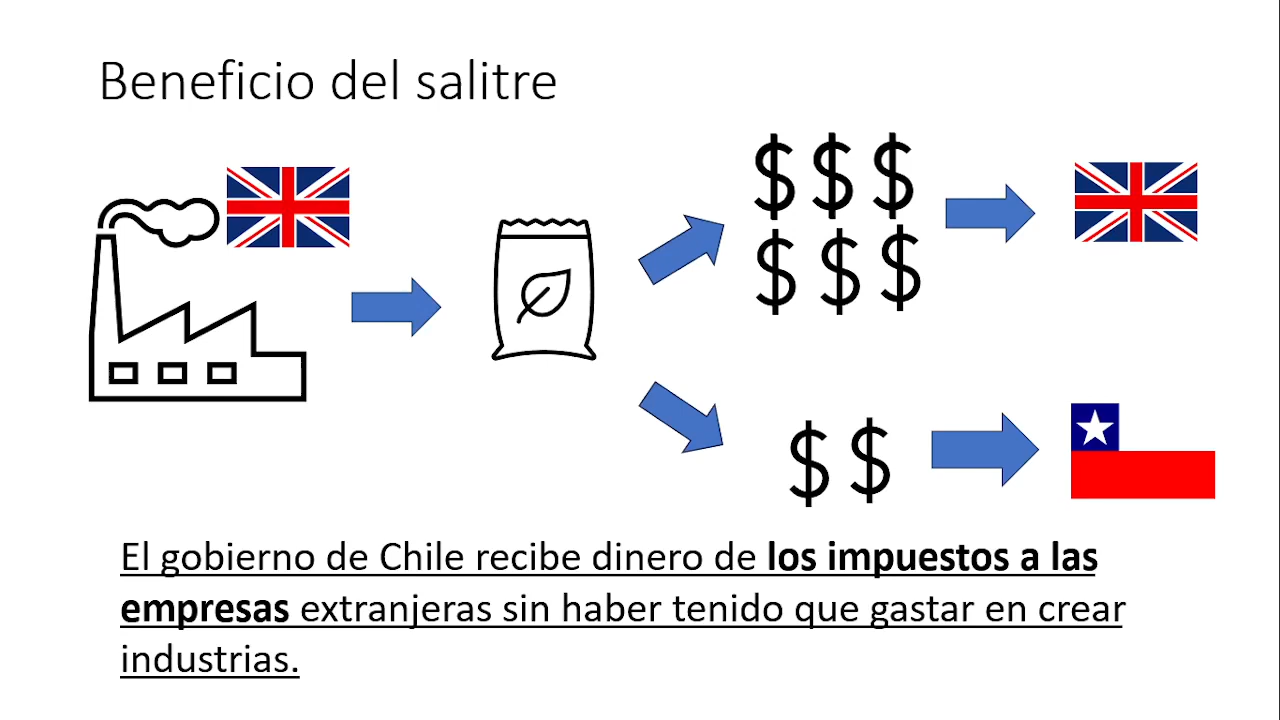 Beneficio del salitre
$ $ $
$ $ $
$ $
El gobierno de Chile recibe dinero de los impuestos a las
empresas extranjeras sin haber tenido que gastar en crear
industrias.